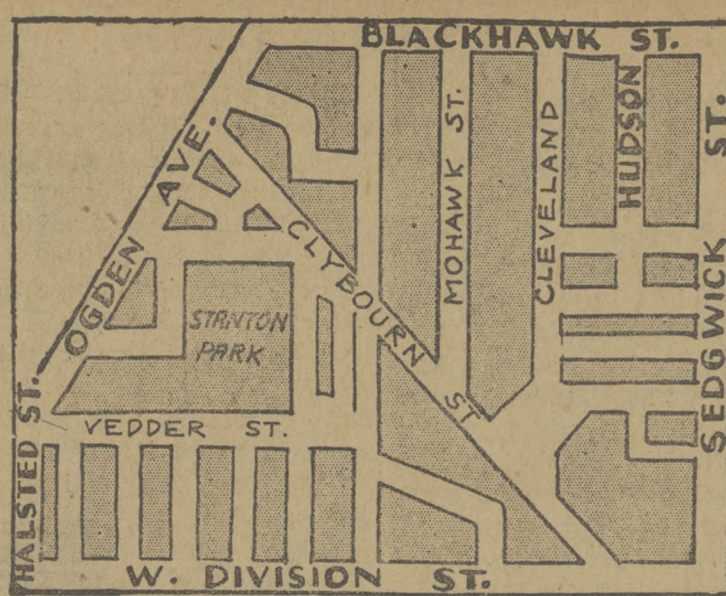 BLACKHAWK ST.
OGDEN AVE.
CLYBOURN ST
MOHAWK ST.
CLEVELAND
HUDSON
SEDGWICK ST.
STANTON
PARK
VEDDER ST.
HALSTED ST.
W. DIVISION ST.